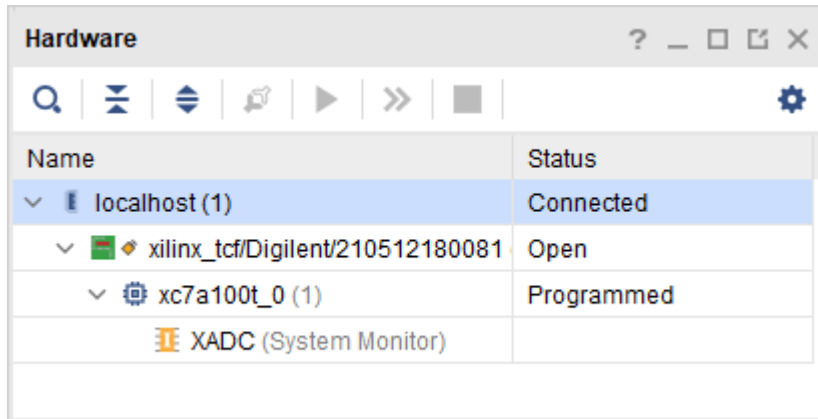 Hardware
Name Status
localhost (1) Connected
xilinx_tcf/Digilent/210512180081 Open
xc7a100t_0 (1) Programmed
XADC (System Monitor)